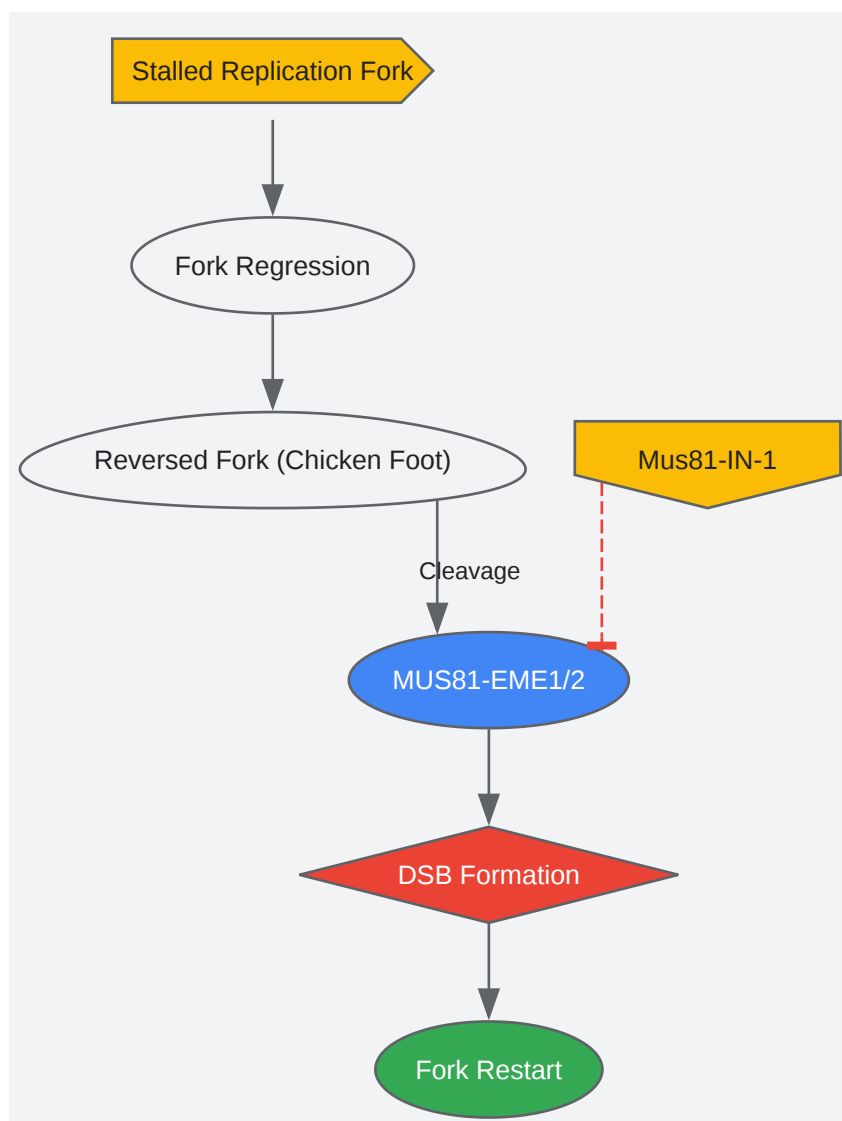 Stalled Replication Fork
Fork Regression
Reversed Fork (Chicken Foot)
Mus81-IN-1
Cleavage
MUS81-EME1/2
DSB Formation
Fork Restart